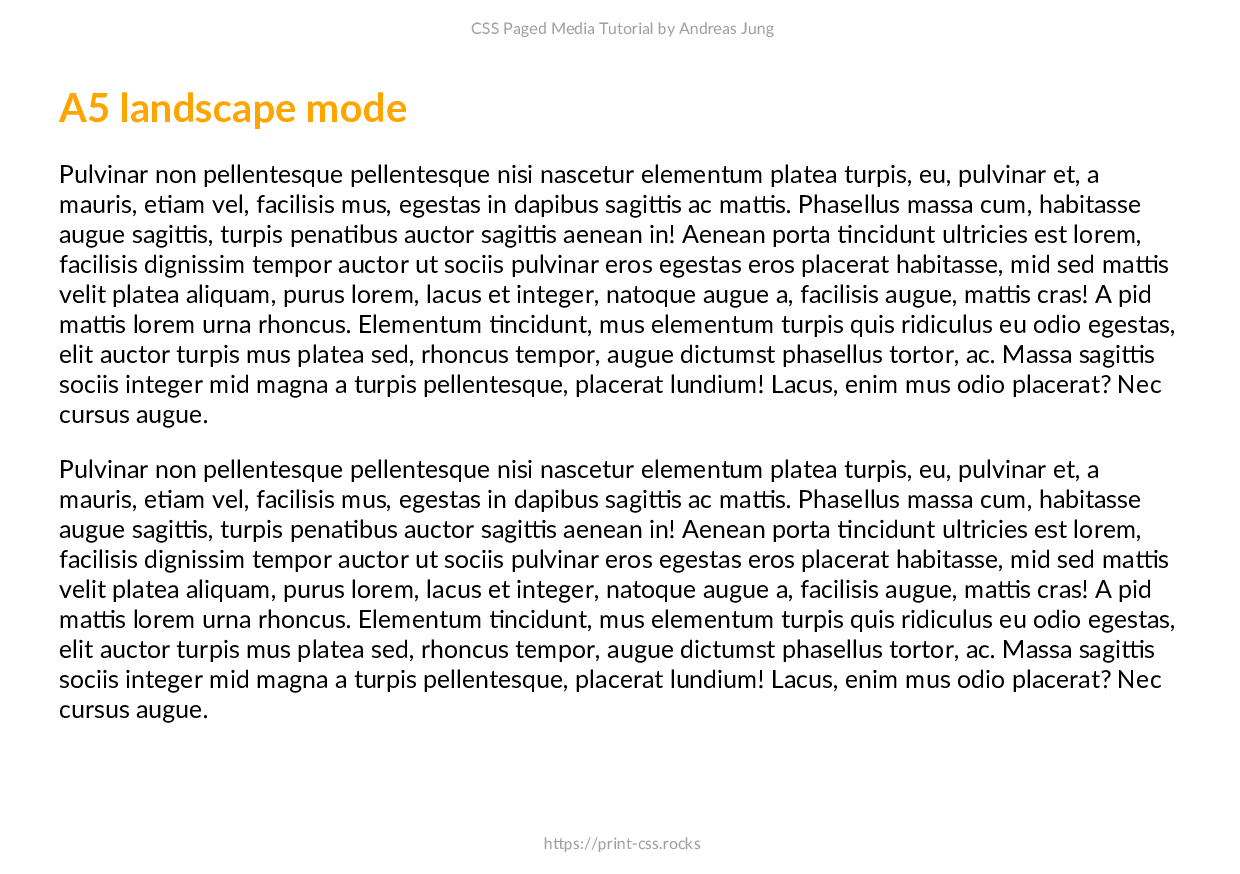 CSS Paged Media Tutorial by Andreas Jung
A5 landscape mode
Pulvinar non pellentesque pellentesque nisi nascetur elementum platea turpis, eu, pulvinar et, a
mauris, etiam vel, facilisis mus, egestas in dapibus sagittis ac mattis. Phasellus massa cum, habitasse
augue sagittis, turpis penatibus auctor sagittis aenean in! Aenean porta tincidunt ultricies est lorem,
facilisis dignissim tempor auctor ut sociis pulvinar eros egestas eros placerat habitasse, mid sed mattis
velit platea aliquam, purus lorem, lacus et integer, natoque augue a, facilisis augue, mattis cras! A pid
mattis lorem urna rhoncus. Elementum tincidunt, mus elementum turpis quis ridiculus eu odio egestas,
elit auctor turpis mus platea sed, rhoncus tempor, augue dictumst phasellus tortor, ac. Massa sagittis
sociis integer mid magna a turpis pellentesque, placerat lundium! Lacus, enim mus odio placerat? Nec
cursus augue.
Pulvinar non pellentesque pellentesque nisi nascetur elementum platea turpis, eu, pulvinar et, a
mauris, etiam vel, facilisis mus, egestas in dapibus sagittis ac mattis. Phasellus massa cum, habitasse
augue sagittis, turpis penatibus auctor sagittis aenean in! Aenean porta tincidunt ultricies est lorem,
facilisis dignissim tempor auctor ut sociis pulvinar eros egestas eros placerat habitasse, mid sed mattis
velit platea aliquam, purus lorem, lacus et integer, natoque augue a, facilisis augue, mattis cras! A pid
mattis lorem urna rhoncus. Elementum tincidunt, mus elementum turpis quis ridiculus eu odio egestas,
elit auctor turpis mus platea sed, rhoncus tempor, augue dictumst phasellus tortor, ac. Massa sagittis
sociis integer mid magna a turpis pellentesque, placerat lundium! Lacus, enim mus odio placerat? Nec
cursus augue.
https://print-css.rocks